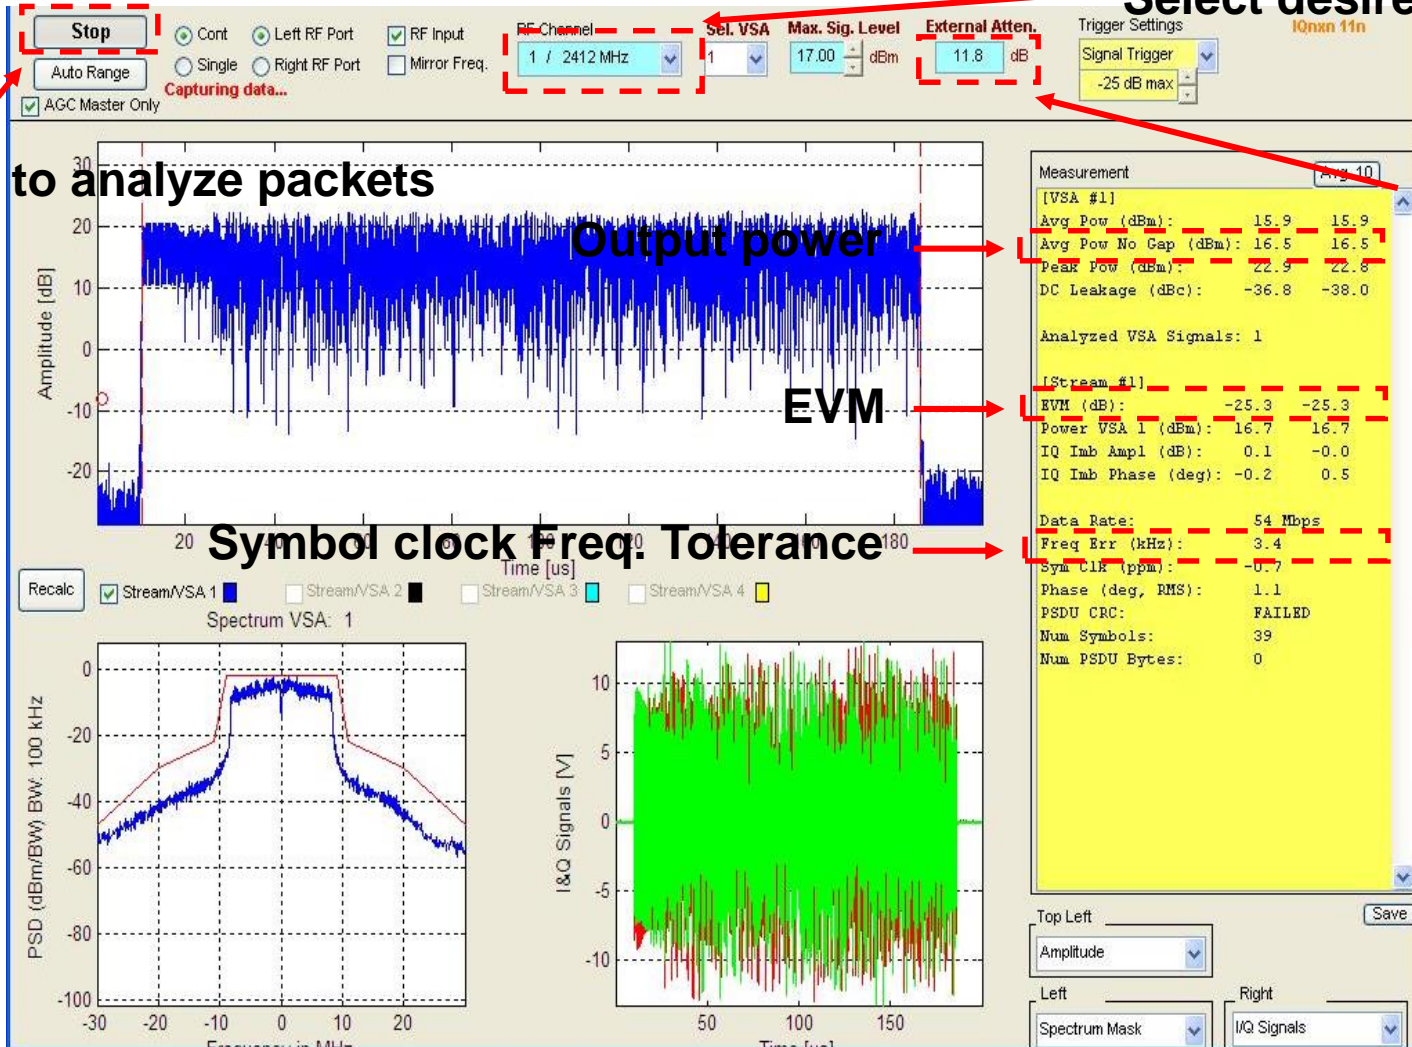 Select desire
Stop
Cont
Left RF Port
RF Input
RF Channel
Sel. VSA
Max. Sig. Level
External Atten.
Trigger Settings
IQnxn 11n
1 / 2412 MHz
1
17.00
dBm
11.8
dB
Signal Trigger
Auto Range
Single
Right RF Port
Mirror Freq.
-25 dB max
AGC Master Only
Capturing data...
to analyze packets
Output power
EVM
Symbol clock Freq. Tolerance
Amplitude [dB]
30
20
10
0
-10
-20
20
180
Time [us]
Measurement
Avg 10
[VSA #1]
Avg Pow (dBm): 15.9 15.9
Avg Pow No Gap (dBm): 16.5 16.5
Peak Pow (dBm): 22.9 22.8
DC Leakage (dBc): -36.8 -38.0
Analyzed VSA Signals: 1
[Stream #1]
EVM (dB): -25.3 -25.3
Power VSA 1 (dBm): 16.7 16.7
IQ Imb Ampl (dB): 0.1 -0.0
IQ Imb Phase (deg): -0.2 0.5
Data Rate: 54 Mbps
Freq Err (kHz): 3.4
Sym Clk (ppm): -0.7
Phase (deg, RMS): 1.1
PSDU CRC: FAILED
Num Symbols: 39
Num PSDU Bytes: 0
Recalc
Stream/VSA 1
Stream/VSA 2
Stream/VSA 3
Stream/VSA 4
Spectrum VSA: 1
PSD (dBm/BW) BW: 100 kHz
0
-20
-40
-60
-80
-100
-30 -20 -10 0 10 20
Frequency in MHz
I&Q Signals [V]
10
5
0
-5
-10
50 100 150
Time [us]
Save
Top Left
Amplitude
Left
Spectrum Mask
Right
I/Q Signals